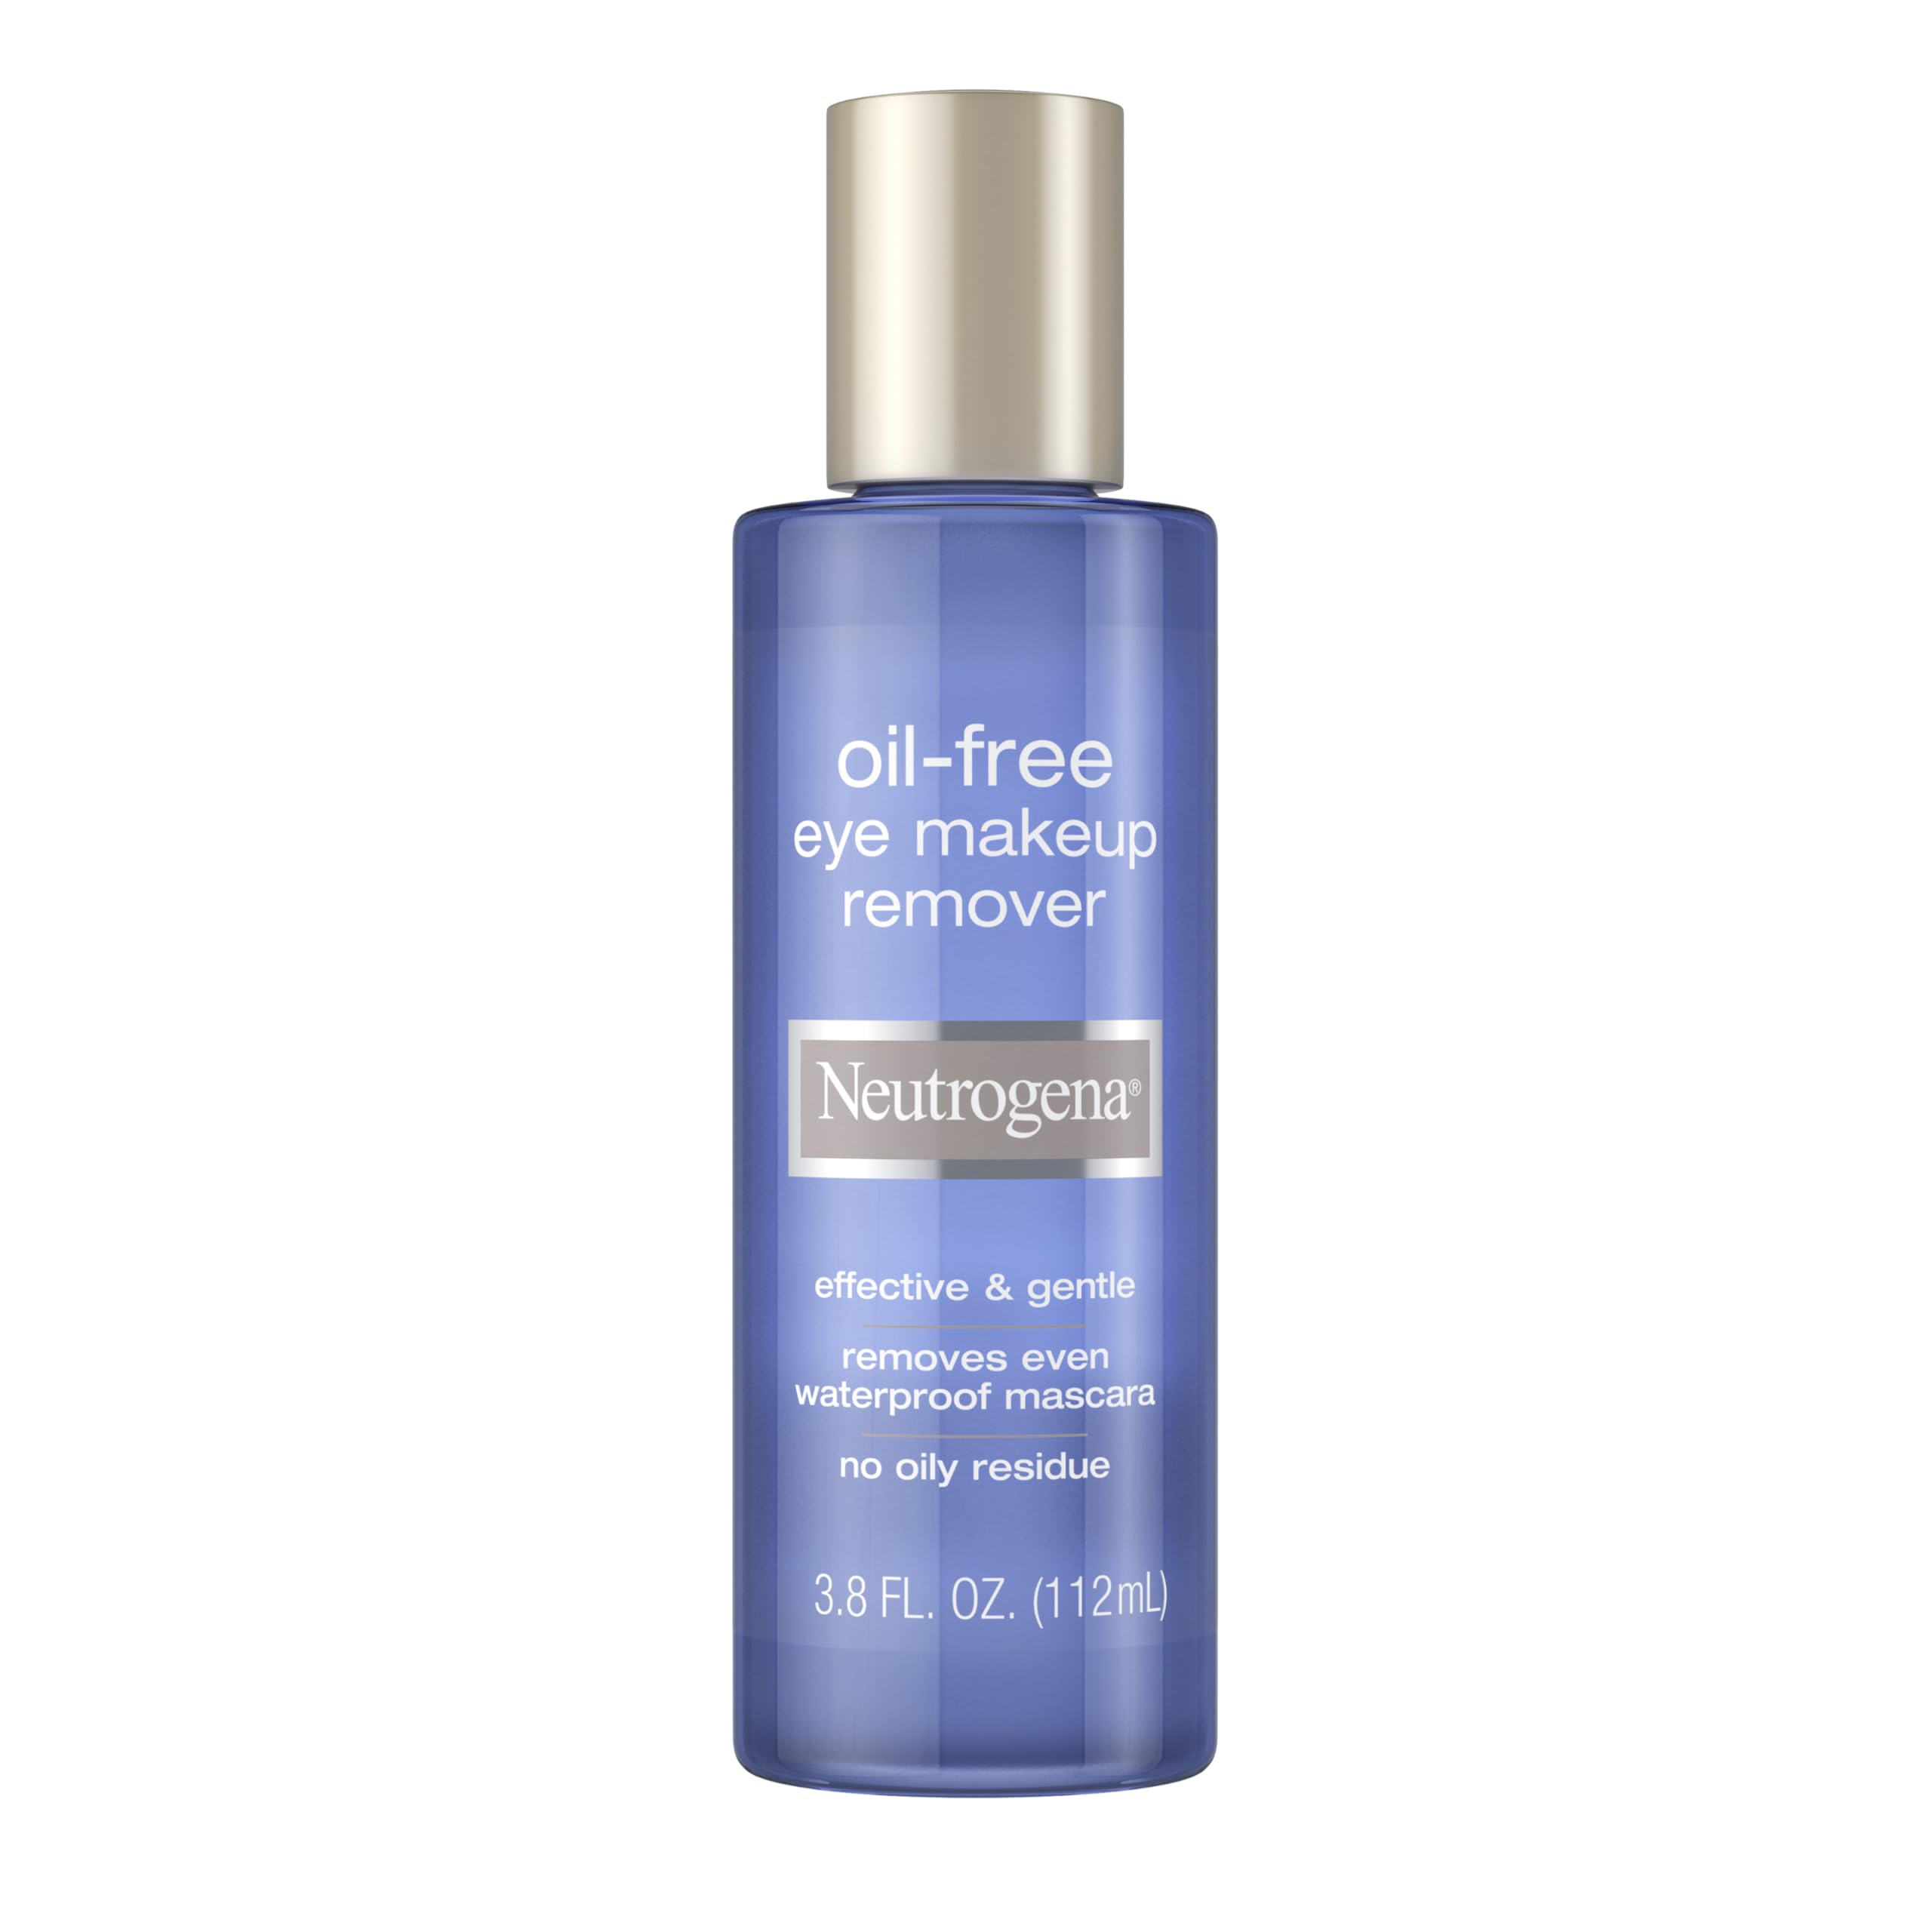 oil-free
eye makeup
remover
Neutrogena®
effective & gentle
removes even
waterproof mascara
no oily residue
3.8 FL. OZ. (112mL)